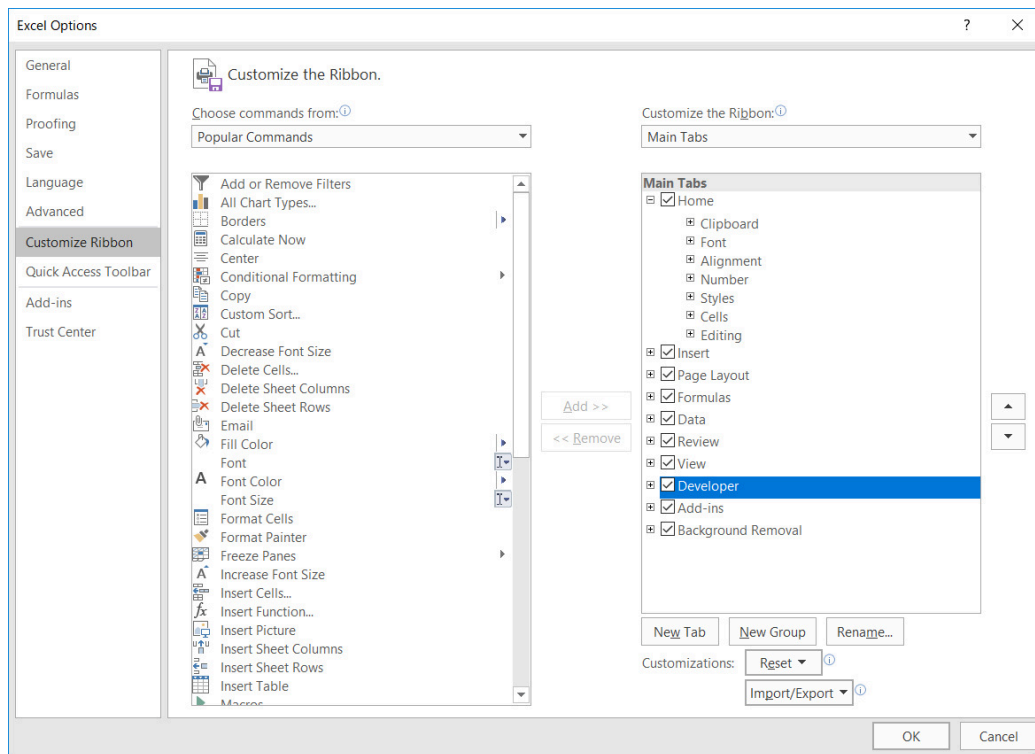 Excel Options
?
General
Formulas
Proofing
Save
Language
Advanced
Customize Ribbon
Quick Access Toolbar
Add-ins
Trust Center
Customize the Ribbon.
Choose commands from:
Popular Commands
Add or Remove Filters
All Chart Types...
Borders
Calculate Now
Center
Conditional Formatting
Copy
Custom Sort...
Cut
Decrease Font Size
Delete Cells...
Delete Sheet Columns
Delete Sheet Rows
Email
Fill Color
Font
Font Color
Font Size
Format Cells
Format Painter
Freeze Panes
Increase Font Size
Insert Cells...
Insert Function...
Insert Picture
Insert Sheet Columns
Insert Sheet Rows
Insert Table
Macros
Add >>
<< Remove
Customize the Ribbon:
Main Tabs
Main Tabs
Home
Clipboard
Font
Alignment
Number
Styles
Cells
Editing
Insert
Page Layout
Formulas
Data
Review
View
Developer
Add-ins
Background Removal
New Tab New Group Rename...
Customizations: Reset
Import/Export
OK Cancel